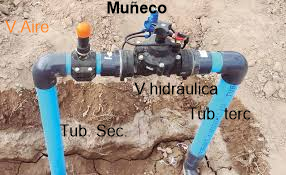 Muñeco
V Aire
V hidráulica
Tub. Sec.
Tub. terc